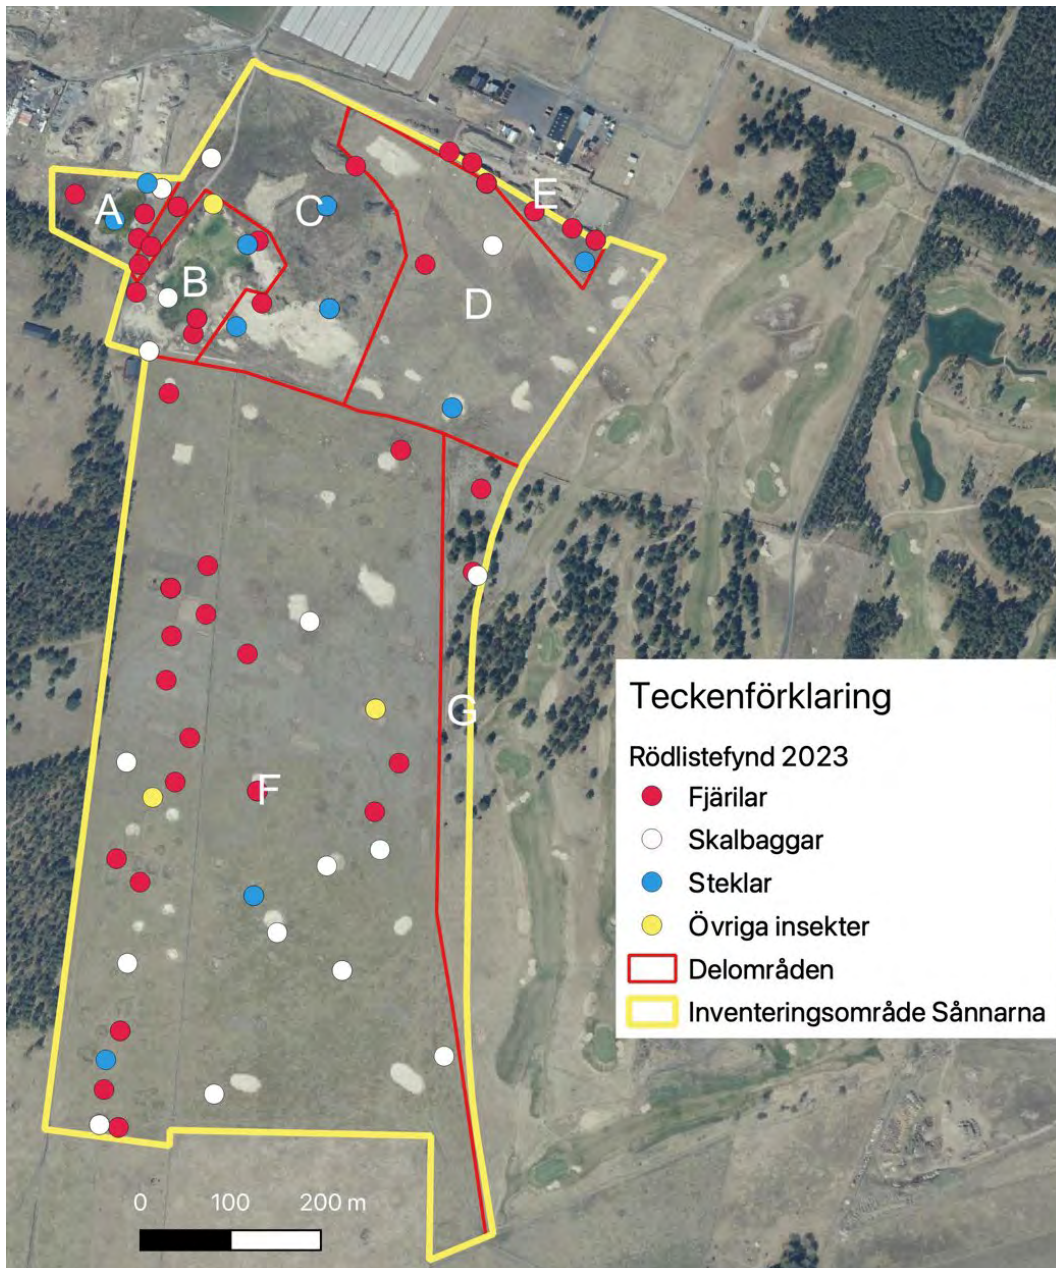 A
B
C
D
E
F
G
Teckenförklaring
Rödlistefynd 2023
Fjärilar
Skalbaggar
Steklar
Övriga insekter
Delområden
Inventeringsområde Sånnarna
0 100 200 m